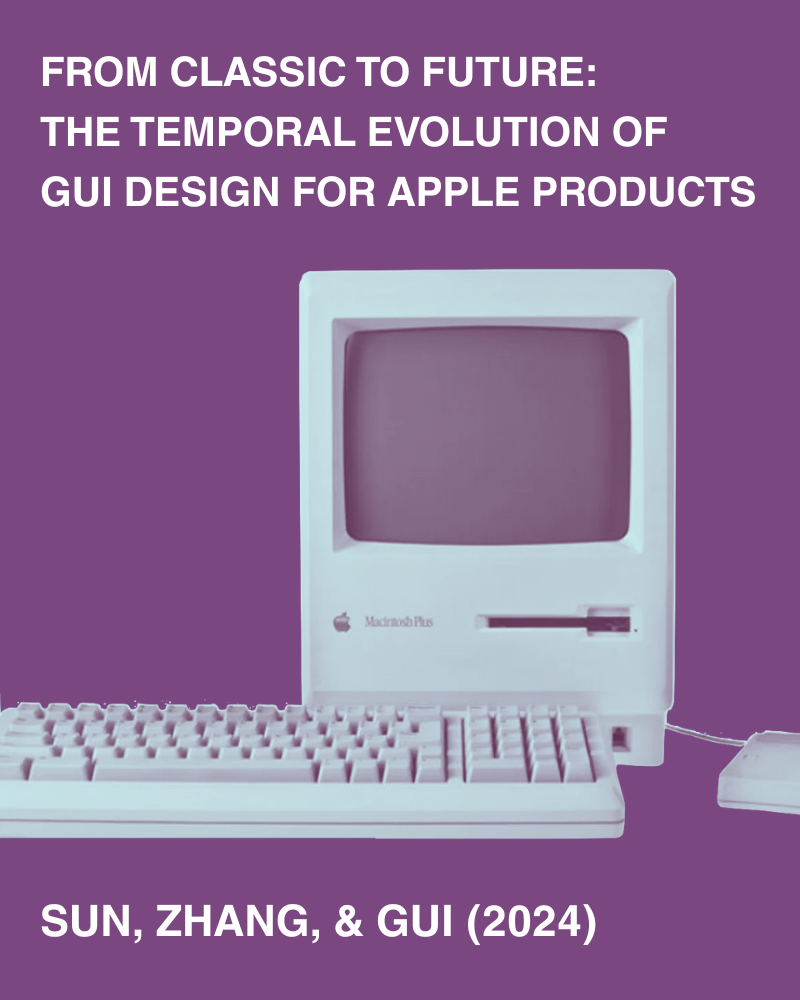 FROM CLASSIC TO FUTURE:
THE TEMPORAL EVOLUTION OF
GUI DESIGN FOR APPLE PRODUCTS
Macintosh Plus
SUN, ZHANG, & GUI (2024)